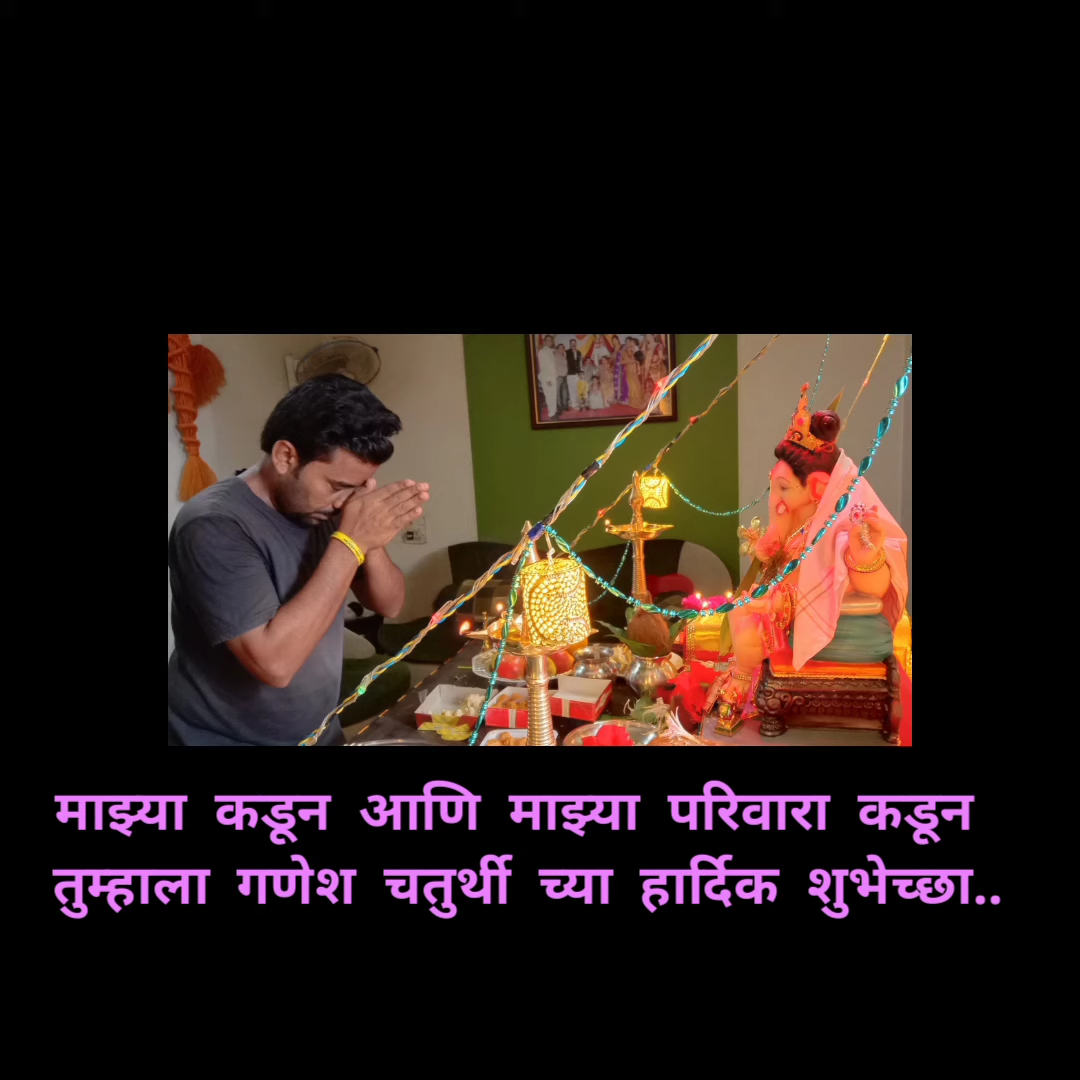 माझ्या कडून आणि माझ्या परिवारा कडून
तुम्हाला गणेश चतुर्थी च्या हार्दिक शुभेच्छा..